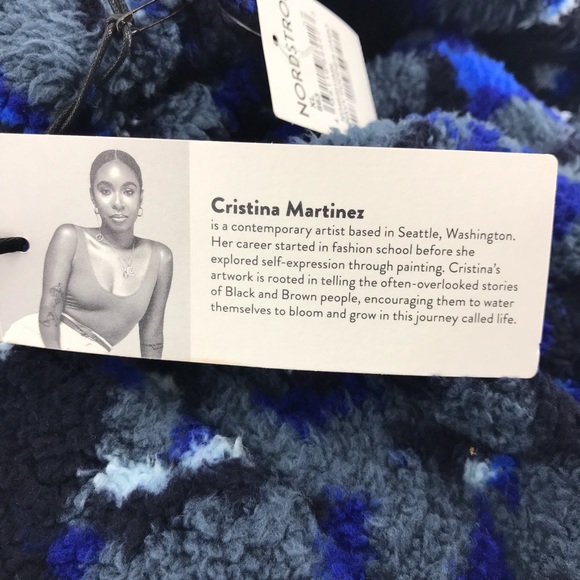 NORDSTRO
XL
Cristina Martinez
is a contemporary artist based in Seattle, Washington.
Her career started in fashion school before she
explored self-expression through painting. Cristina's
artwork is rooted in telling the often-overlooked stories
of Black and Brown people, encouraging them to water
themselves to bloom and grow in this journey called life.